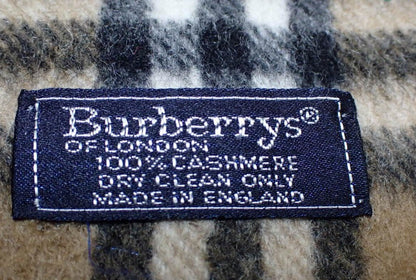 Burberrys®
OF LONDON
100% CASHMERE
DRY CLEAN ONLY
MADE IN ENGLAND